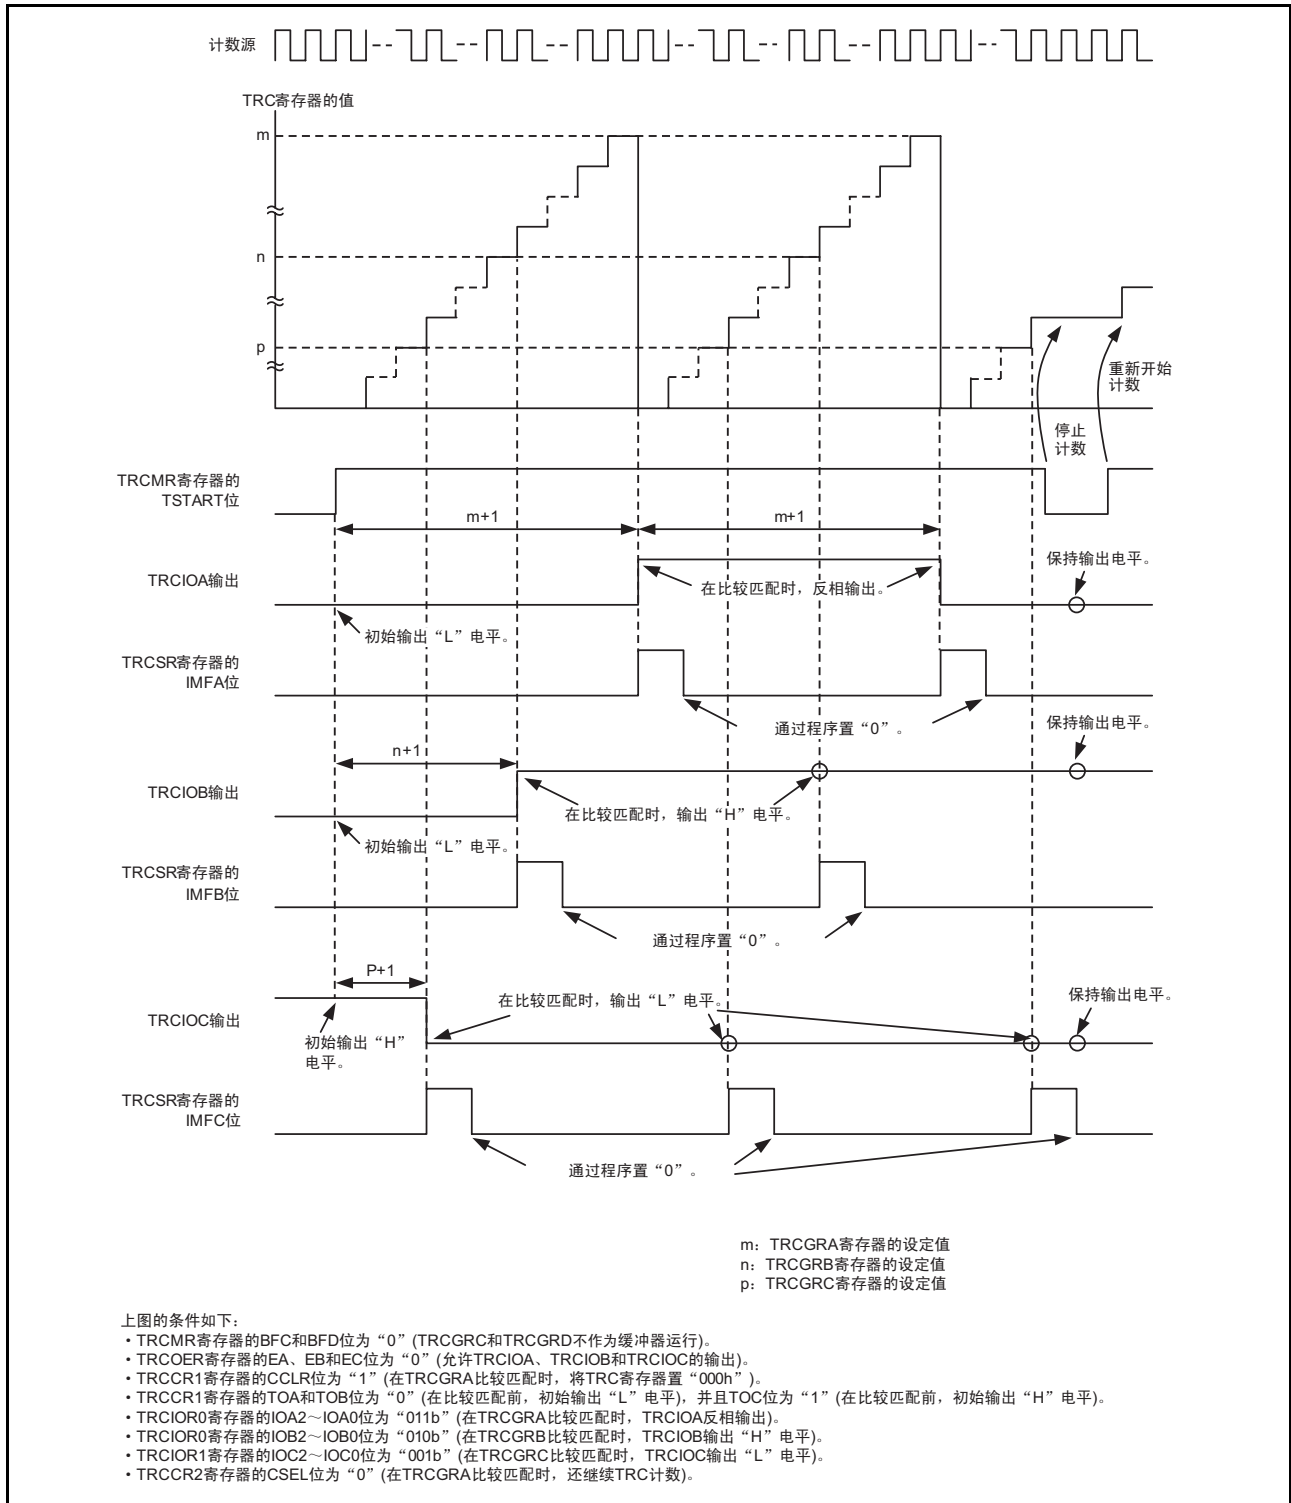 计数源
TRC寄存器的值
m
n
p
重新开始
计数
停止
计数
TRCMR寄存器的
TSTART位
m+1
m+1
保持输出电平。
TRCIOA输出
在比较匹配时，反相输出。
初始输出“L”电平。
TRCSR寄存器的
IMFA位
通过程序置“0”。
保持输出电平。
n+1
TRCIOB输出
在比较匹配时，输出“H”电平。
初始输出“L”电平。
TRCSR寄存器的
IMFB位
通过程序置“0”。
P+1
在比较匹配时，输出“L”电平。
保持输出电平。
TRCIOC输出
初始输出“H”
电平。
TRCSR寄存器的
IMFC位
通过程序置“0”。
m：TRCGRA寄存器的设定值
n：TRCGRB寄存器的设定值
p：TRCGRC寄存器的设定值
上图的条件如下：
・TRCMR寄存器的BFC和BFD位为“0”(TRCGRC和TRCGRD不作为缓冲器运行)。
・TRCOER寄存器的EA、EB和EC位为“0”(允许TRCIOA、TRCIOB和TRCIOC的输出)。
・TRCCR1寄存器的CCLR位为“1”(在TRCGRA比较匹配时，将TRC寄存器置“000h”)。
・TRCCR1寄存器的TOA和TOB位为“0”(在比较匹配前，初始输出“L”电平)，并且TOC位为“1”(在比较匹配前，初始输出“H”电平)。
・TRCIOR0寄存器的IOA2～IOA0位为“011b”(在TRCGRA比较匹配时，TRCIOA反相输出)。
・TRCIOR0寄存器的IOB2～IOB0位为“010b”(在TRCGRB比较匹配时，TRCIOB输出“H”电平)。
・TRCIOR1寄存器的IOC2～IOC0位为“001b”(在TRCGRC比较匹配时，TRCIOC输出“L”电平)。
・TRCCR2寄存器的CSEL位为“0”(在TRCGRA比较匹配时，还继续TRC计数)。